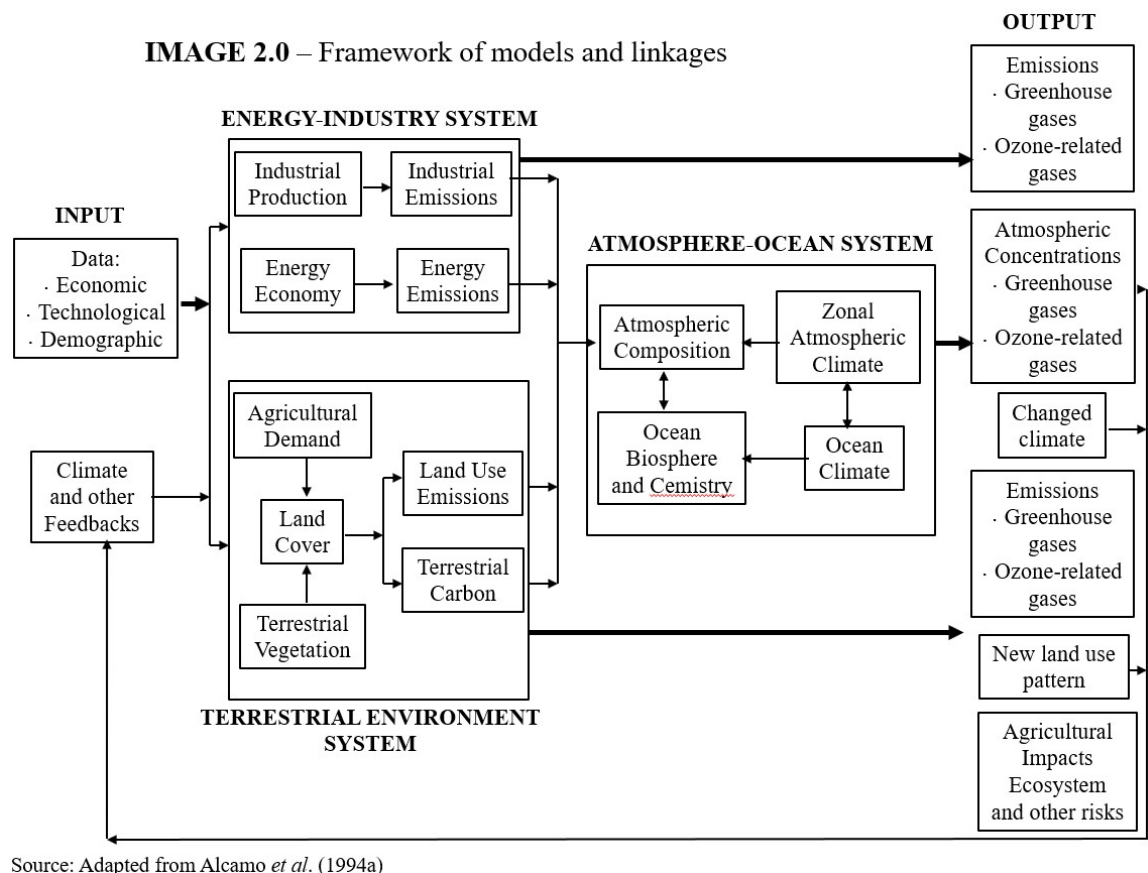 IMAGE 2.0 – Framework of models and linkages
INPUT
Data:
· Economic
· Technological
· Demographic
Climate
and other
Feedbacks
ENERGY-INDUSTRY SYSTEM
Industrial
Production
Industrial
Emissions
Energy
Economy
Energy
Emissions
Agricultural
Demand
Land
Cover
Terrestrial
Vegetation
Land Use
Emissions
Terrestrial
Carbon
TERRESTRIAL ENVIRONMENT
SYSTEM
ATMOSPHERE-OCEAN SYSTEM
Atmospheric
Composition
Zonal
Atmospheric
Climate
Ocean
Biosphere
and Cemistry
Ocean
Climate
OUTPUT
Emissions
· Greenhouse
gases
· Ozone-related
gases
Atmospheric
Concentrations
· Greenhouse
gases
· Ozone-related
gases
Changed
climate
Emissions
· Greenhouse
gases
· Ozone-related
gases
New land use
pattern
Agricultural
Impacts
Ecosystem
and other risks
Source: Adapted from Alcamo et al. (1994a)